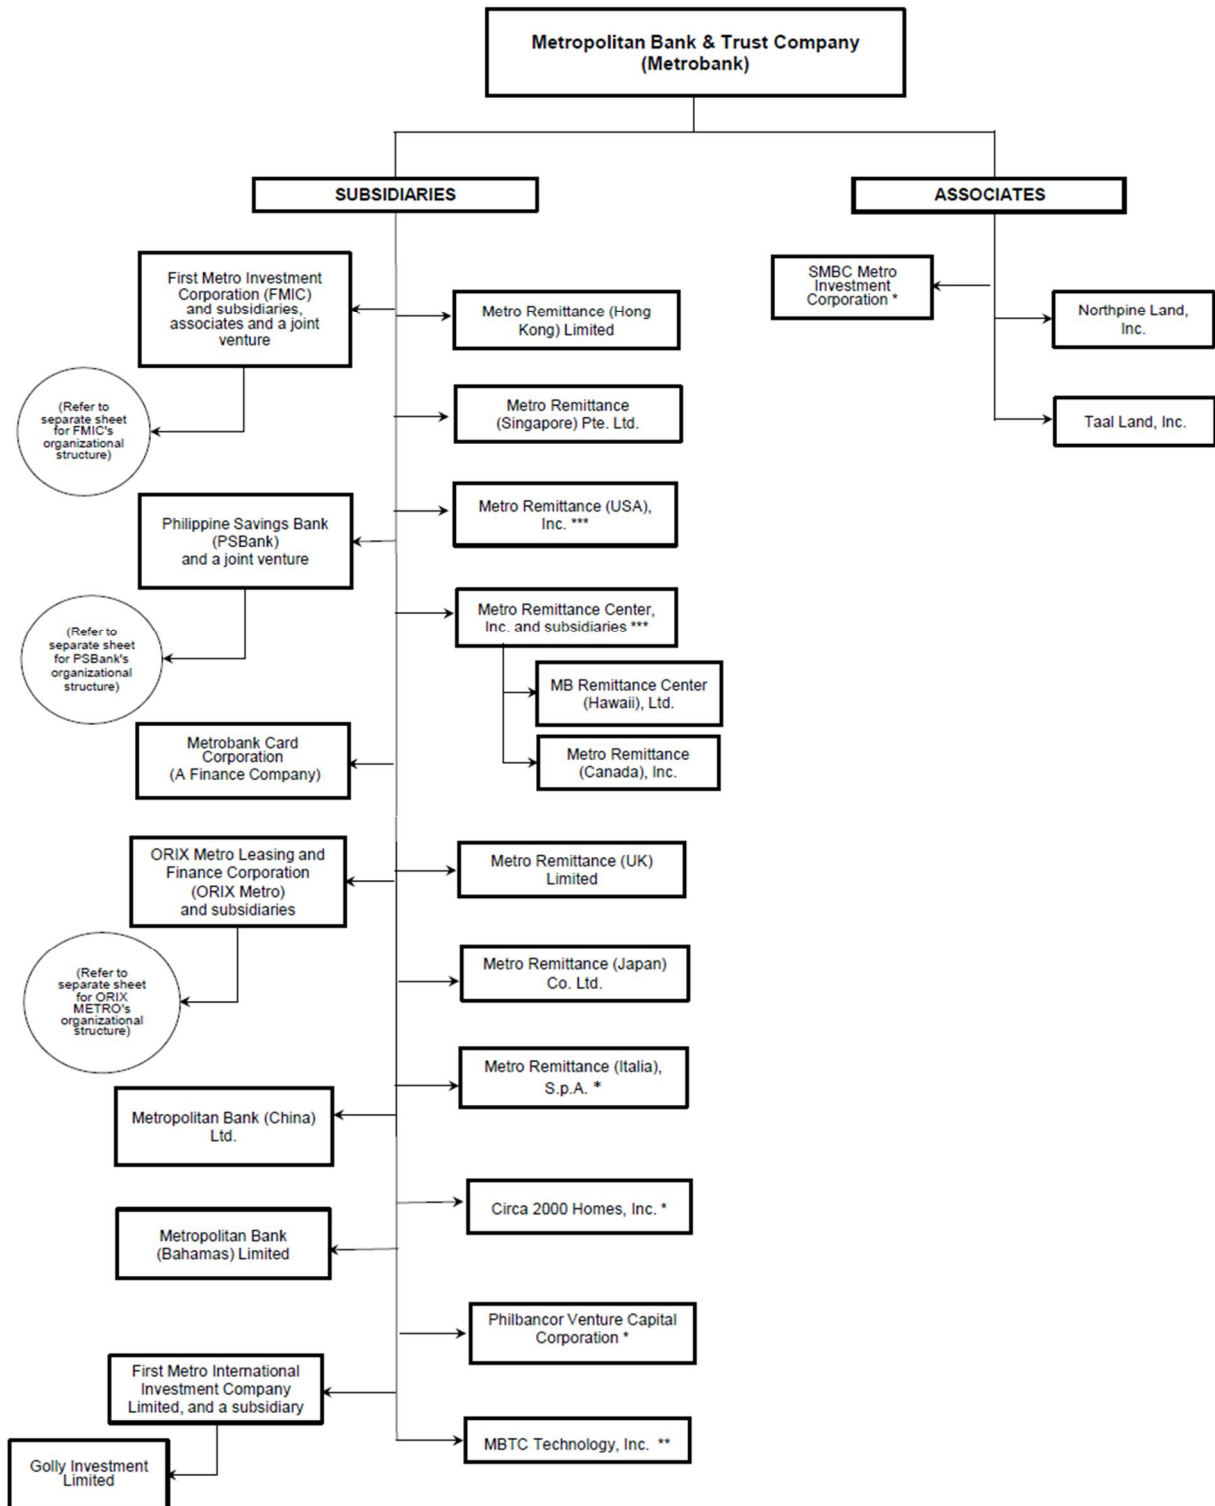 Metropolitan Bank & Trust Company
(Metrobank)
SUBSIDIARIES
ASSOCIATES
First Metro Investment
Corporation (FMIC)
and subsidiaries,
associates and a joint
venture
(Refer to
separate sheet
for FMIC's
organizational
structure)
Philippine Savings Bank
(PSBank)
and a joint venture
(Refer to
separate sheet
for PSBank's
organizational
structure)
Metrobank Card
Corporation
(A Finance Company)
ORIX Metro Leasing and
Finance Corporation
(ORIX Metro)
and subsidiaries
(Refer to
separate sheet
for ORIX
METRO's
organizational
structure)
Metropolitan Bank (China)
Ltd.
Metropolitan Bank
(Bahamas) Limited
First Metro International
Investment Company
Limited, and a subsidiary
Golly Investment
Limited
Metro Remittance (Hong
Kong) Limited
Metro Remittance
(Singapore) Pte. Ltd.
Metro Remittance (USA),
Inc. ***
Metro Remittance Center,
Inc. and subsidiaries ***
MB Remittance Center
(Hawaii), Ltd.
Metro Remittance
(Canada), Inc.
Metro Remittance (UK)
Limited
Metro Remittance (Japan)
Co. Ltd.
Metro Remittance (Italia),
S.p.A. *
Circa 2000 Homes, Inc. *
Philbancor Venture Capital
Corporation *
MBTC Technology, Inc. **
SMBC Metro
Investment
Corporation *
Northpine Land,
Inc.
Taal Land, Inc.